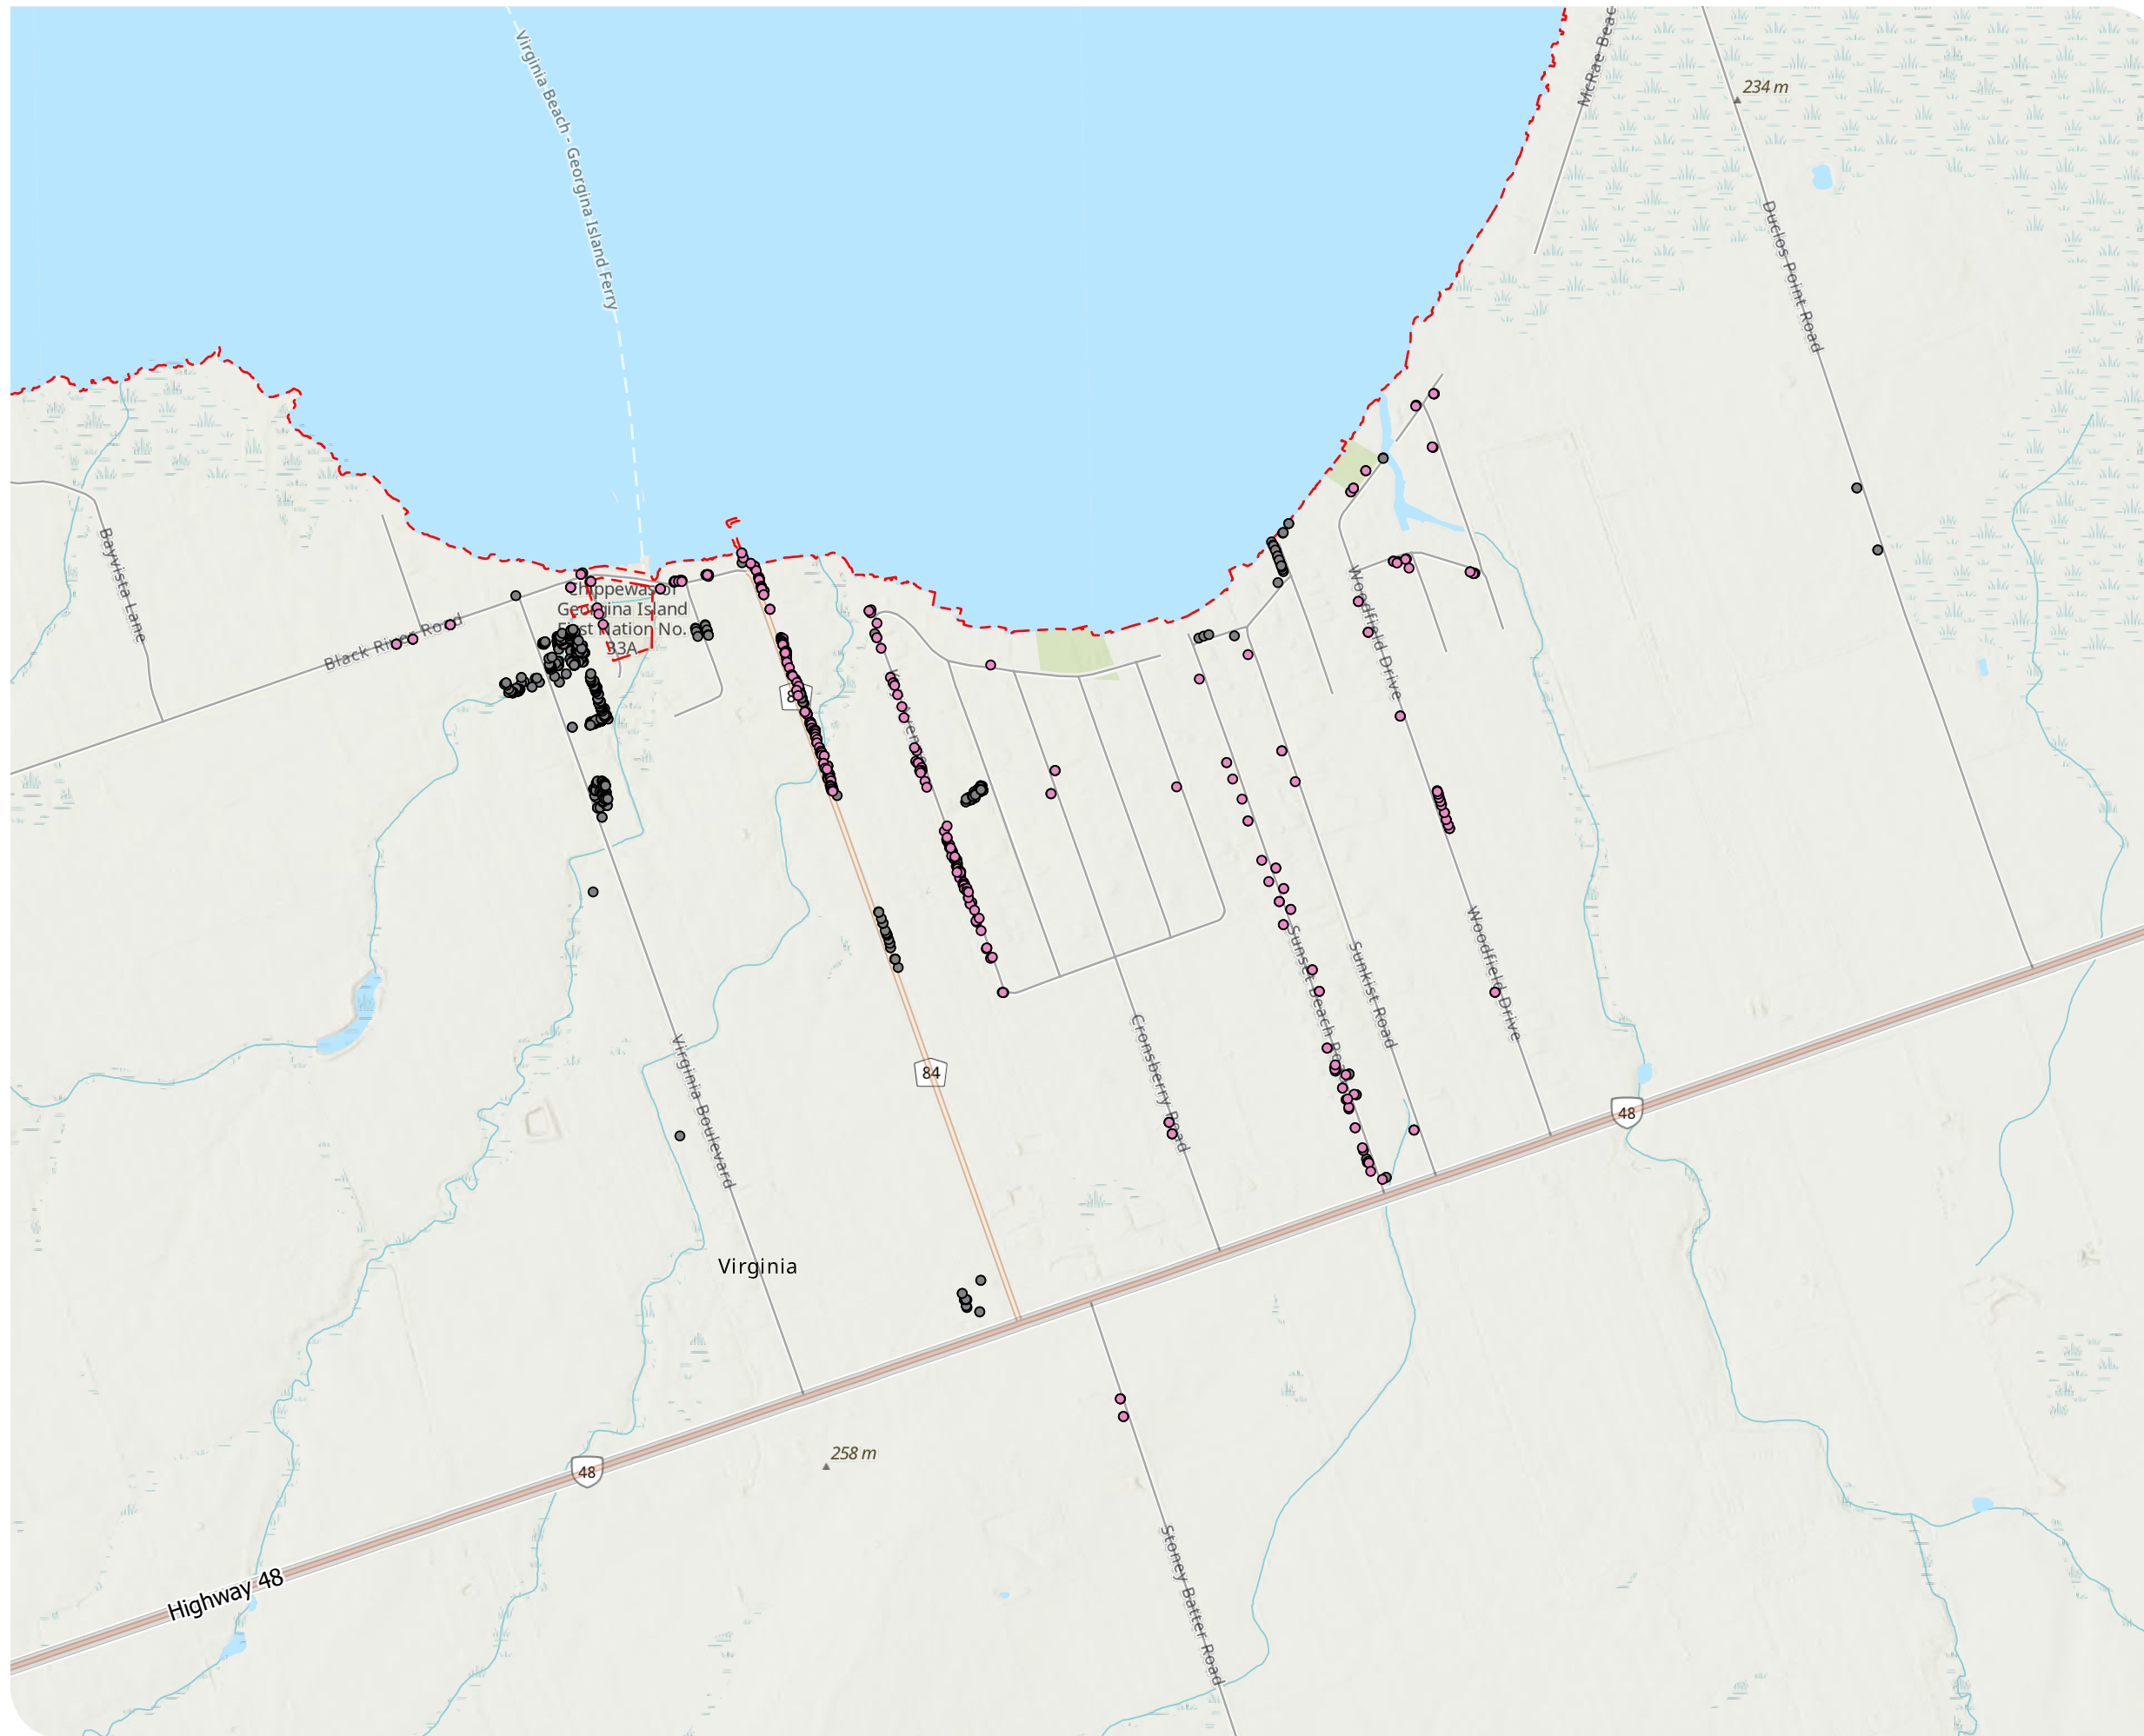 McRae Beac
234 m
Virginia Beach - Georgina Island Ferry
Duclos Point Road
Bayvista Lane
Black River Road
Chippewas of
Georgina Island
First Nation No.
33A
Woodfield Drive
Woodfield Drive
Sunset Beach
Sunkist Road
Cronsberry Road
84
Virginia Boulevard
48
Virginia
258 m
48
Highway 48
Stoney Batter Road